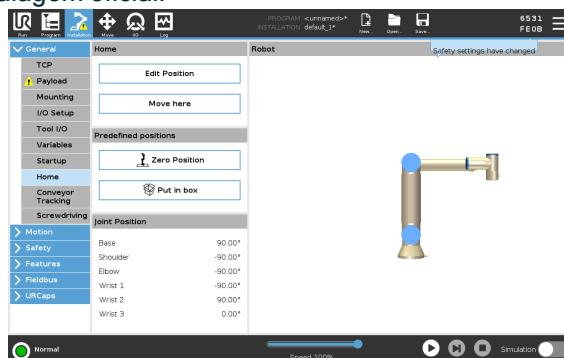 PROGRAM <unnamed>*
INSTALLATION default_1*
6531
FE0B
Run Program Installation Move I/O Log New... Open... Save...
General
Home
Robot
Safety settings have changed
TCP
Payload
Mounting
I/O Setup
Tool I/O
Variables
Startup
Home
Conveyor
Tracking
Screwdriving
Motion
Safety
Features
Fieldbus
URCaps
Edit Position
Move here
Predefined positions
Zero Position
Put in box
Joint Position
Base 90.00°
Shoulder -90.00°
Elbow -90.00°
Wrist 1 -90.00°
Wrist 2 90.00°
Wrist 3 0.00°
Normal
Speed 100%
Simulation